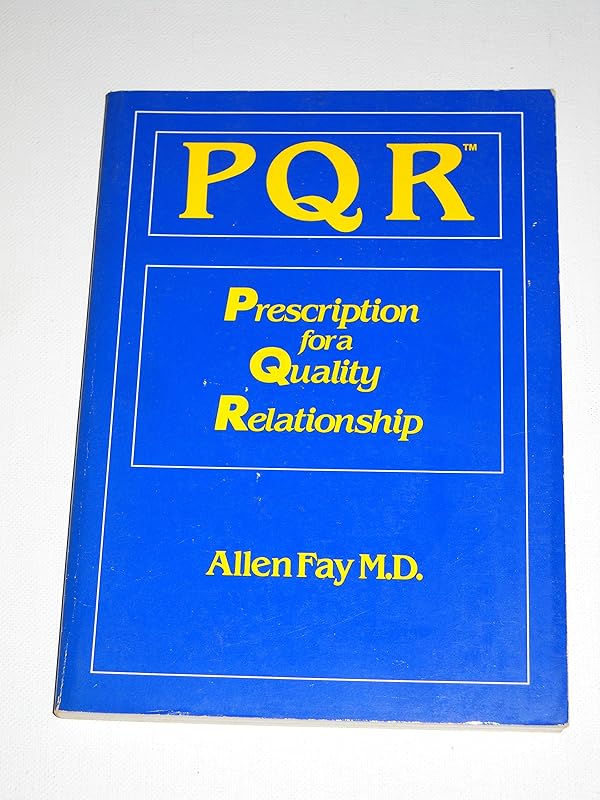 PQR™
Prescription
for a
Quality
Relationship
Allen Fay M.D.